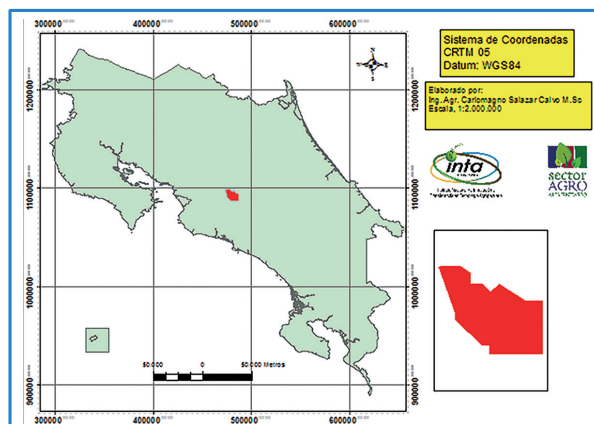 300000 400000 500000 600000
Sistema de Coordenadas
CRTM 05
Datum: WGS84
Elaborado por:
Ing.Agr. Carlomagno Salazar Calvo M.Sc
Escala, 1:2.000.000
1200000 1200000
N
inta
sector
AGRO
1100000 1100000
1000000 1000000
50.000 0 50.000 Metros
900000 900000
300000 400000 500000 600000